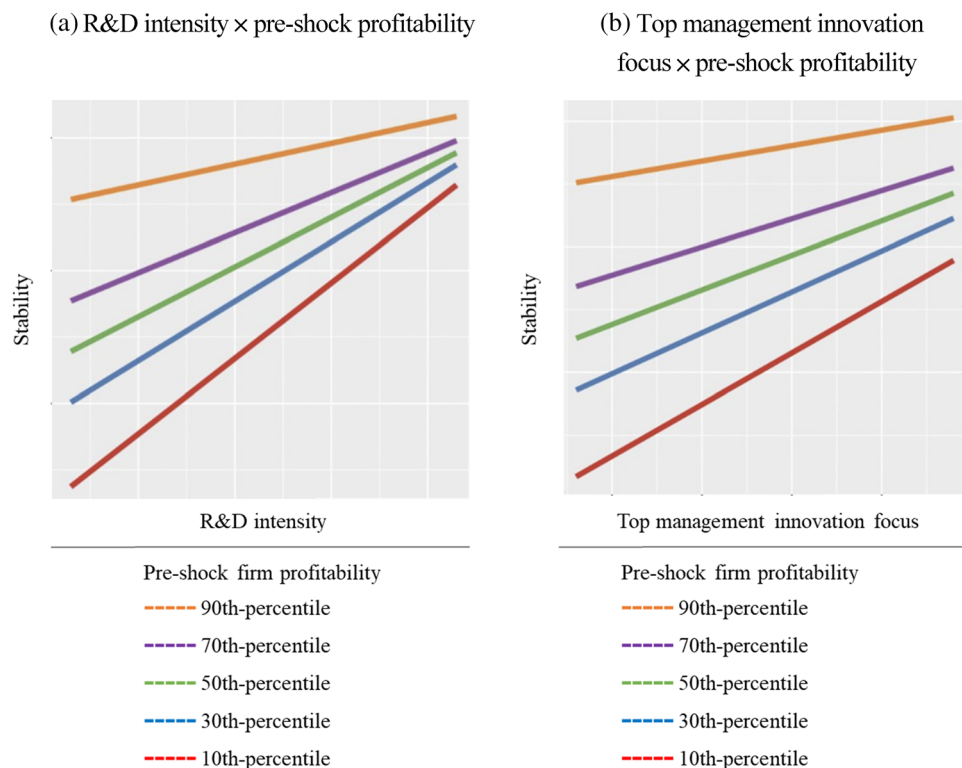 (a) R&D intensity × pre-shock profitability
Stability
R&D intensity
Pre-shock firm profitability
90th-percentile
70th-percentile
50th-percentile
30th-percentile
10th-percentile
(b) Top management innovation
focus × pre-shock profitability
Stability
Top management innovation focus
Pre-shock firm profitability
90th-percentile
70th-percentile
50th-percentile
30th-percentile
10th-percentile